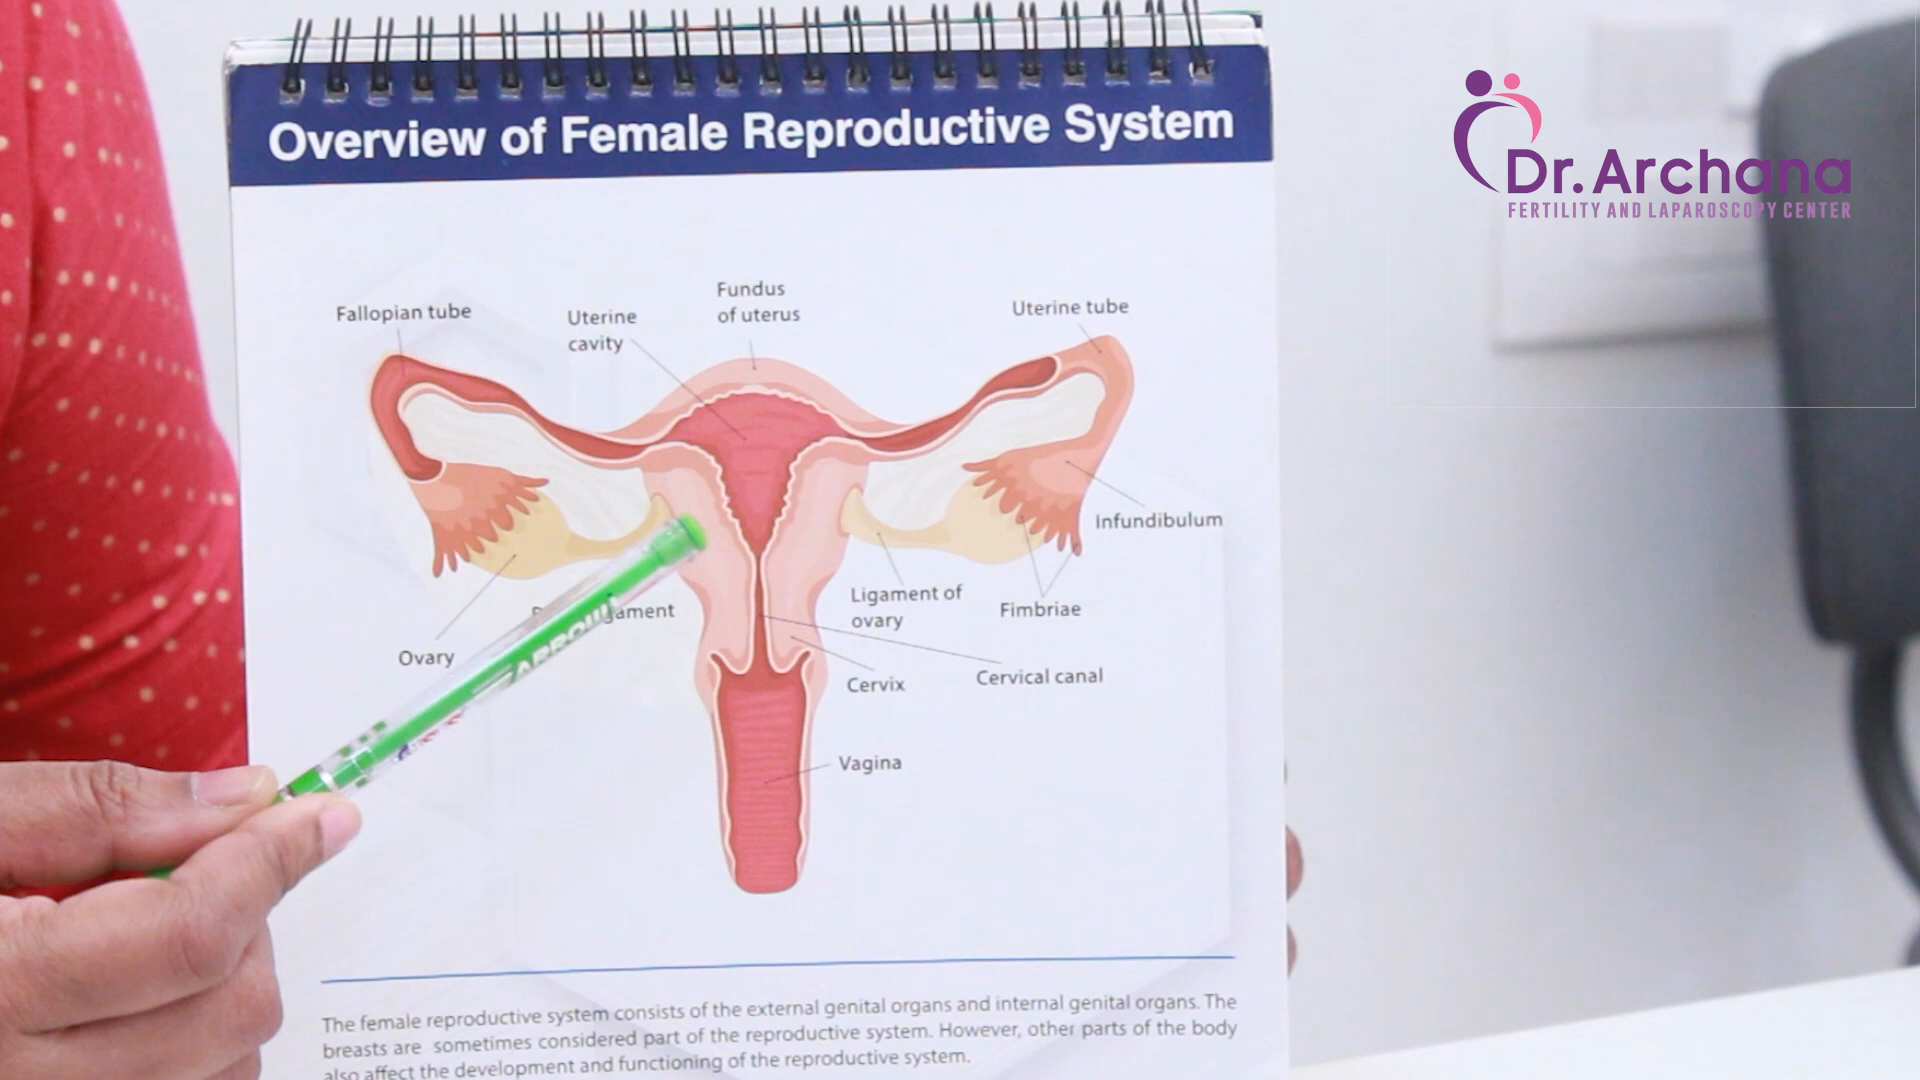 Overview of Female Reproductive System
Dr. Archana
FERTILITY AND LAPAROSCOPY CENTER
Fallopian tube
Uterine
cavity
Fundus
of uterus
Uterine tube
Infundibulum
Ligament of
ovary
Fimbriae
Ovary
ARROW
Cervix
Cervical canal
Vagina
The female reproductive system consists of the external genital organs and internal genital organs. The
breasts are sometimes considered part of the reproductive system. However, other parts of the body
also affect the development and functioning of the reproductive system.